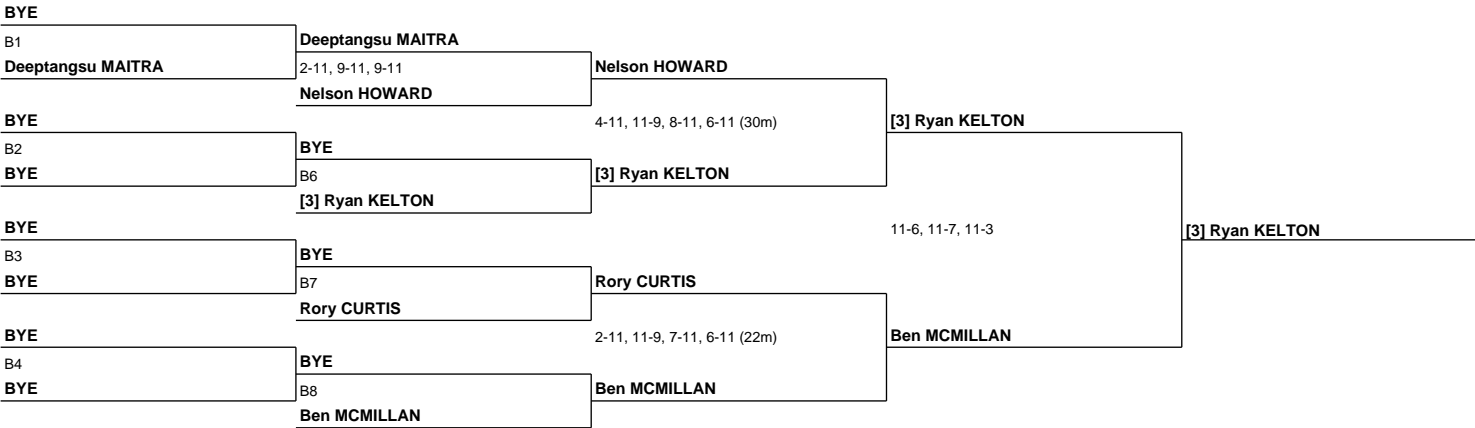 BYE
B1
Deeptangsu MAITRA
Deeptangsu MAITRA
2-11, 9-11, 9-11
Nelson HOWARD
Nelson HOWARD
BYE
B2
BYE
BYE
B6
[3] Ryan KELTON
4-11, 11-9, 8-11, 6-11 (30m)
[3] Ryan KELTON
[3] Ryan KELTON
BYE
B3
BYE
BYE
B7
Rory CURTIS
Rory CURTIS
11-6, 11-7, 11-3
[3] Ryan KELTON
BYE
B4
BYE
BYE
B8
Ben MCMILLAN
2-11, 11-9, 7-11, 6-11 (22m)
Ben MCMILLAN
Ben MCMILLAN